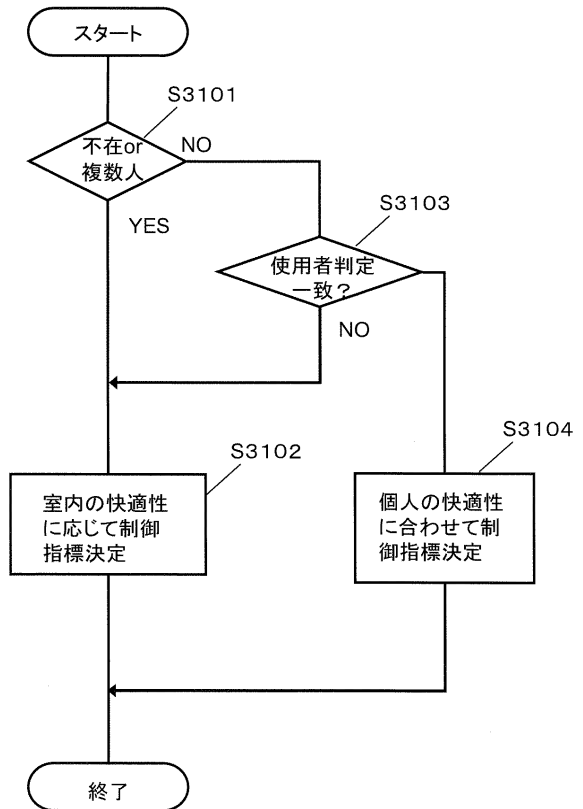 スタート
S3101
不在or
複数人
NO
YES
S3103
使用者判定
一致？
NO
S3102
室内の快適性
に応じて制御
指標決定
S3104
個人の快適性
に合わせて制
御指標決定
終了